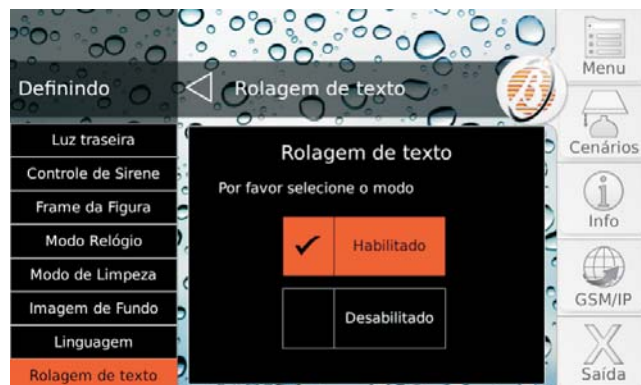 Definindo
Rolagem de texto
Luz traseira
Controle de Sirene
Frame da Figura
Modo Relógio
Modo de Limpeza
Imagem de Fundo
Linguagem
Rolagem de texto
Rolagem de texto
Por favor selecione o modo
Habilitado
Desabilitado
Menu
Cenários
Info
GSM/IP
Saída